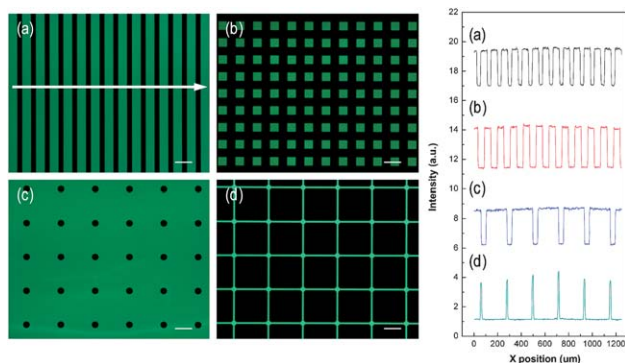 (a)
(b)
(c)
(d)
Intensity (a.u.)
22
20
18
16
14
12
10
8
6
4
2
0
(a)
(b)
(c)
(d)
0 200 400 600 800 1000 1200
X position (um)